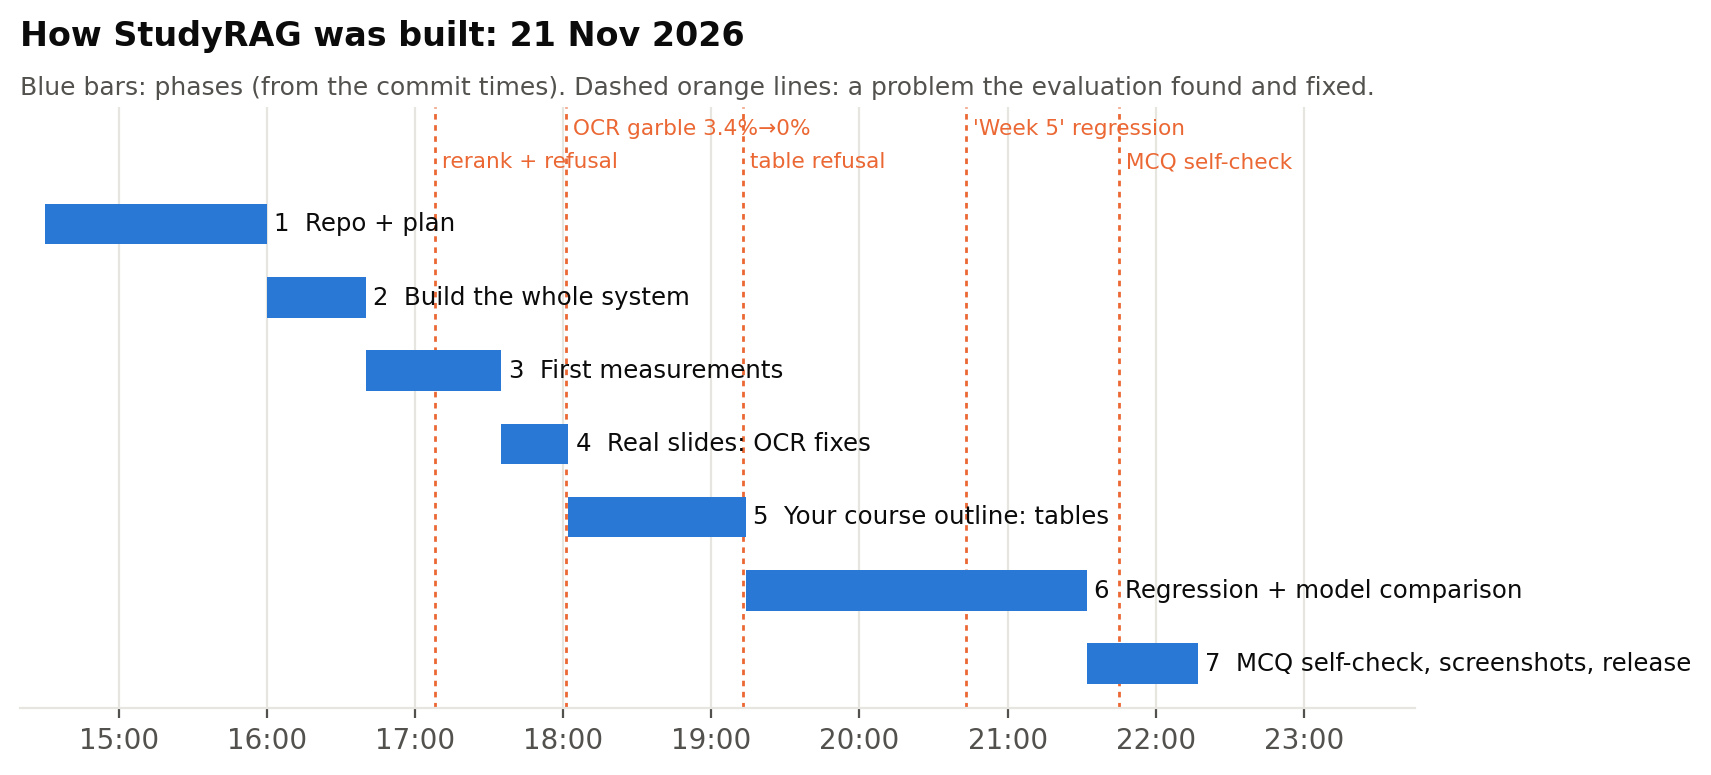 How StudyRAG was built: 21 Nov 2026
Blue bars: phases (from the commit times). Dashed orange lines: a problem the evaluation found and fixed.
OCR garble 3.4%→0%
'Week 5' regression
rerank + refusal
table refusal
MCQ self-check
1 Repo + plan
2 Build the whole system
3 First measurements
4 Real slides: OCR fixes
5 Your course outline: tables
6 Regression + model comparison
7 MCQ self-check, screenshots, release
15:00 16:00 17:00 18:00 19:00 20:00 21:00 22:00 23:00